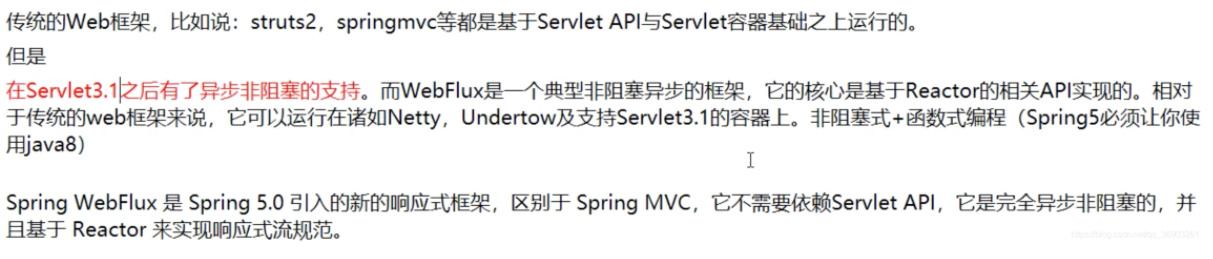 传统的Web框架，比如说：struts2，springmvc等都是基于Servlet API与Servlet容器基础之上运行的。
但是
在Servlet3.1之后有了异步非阻塞的支持。而WebFlux是一个典型非阻塞异步的框架，它的核心是基于Reactor的相关API实现的。相对
于传统的web框架来说，它可以运行在诸如Netty，Undertow及支持Servlet3.1的容器上。非阻塞式+函数式编程（Spring5必须让你使
用java8）
Spring WebFlux 是 Spring 5.0 引入的新的响应式框架，区别于 Spring MVC，它不需要依赖Servlet API，它是完全异步非阻塞的，并
且基于 Reactor 来实现响应式流规范。